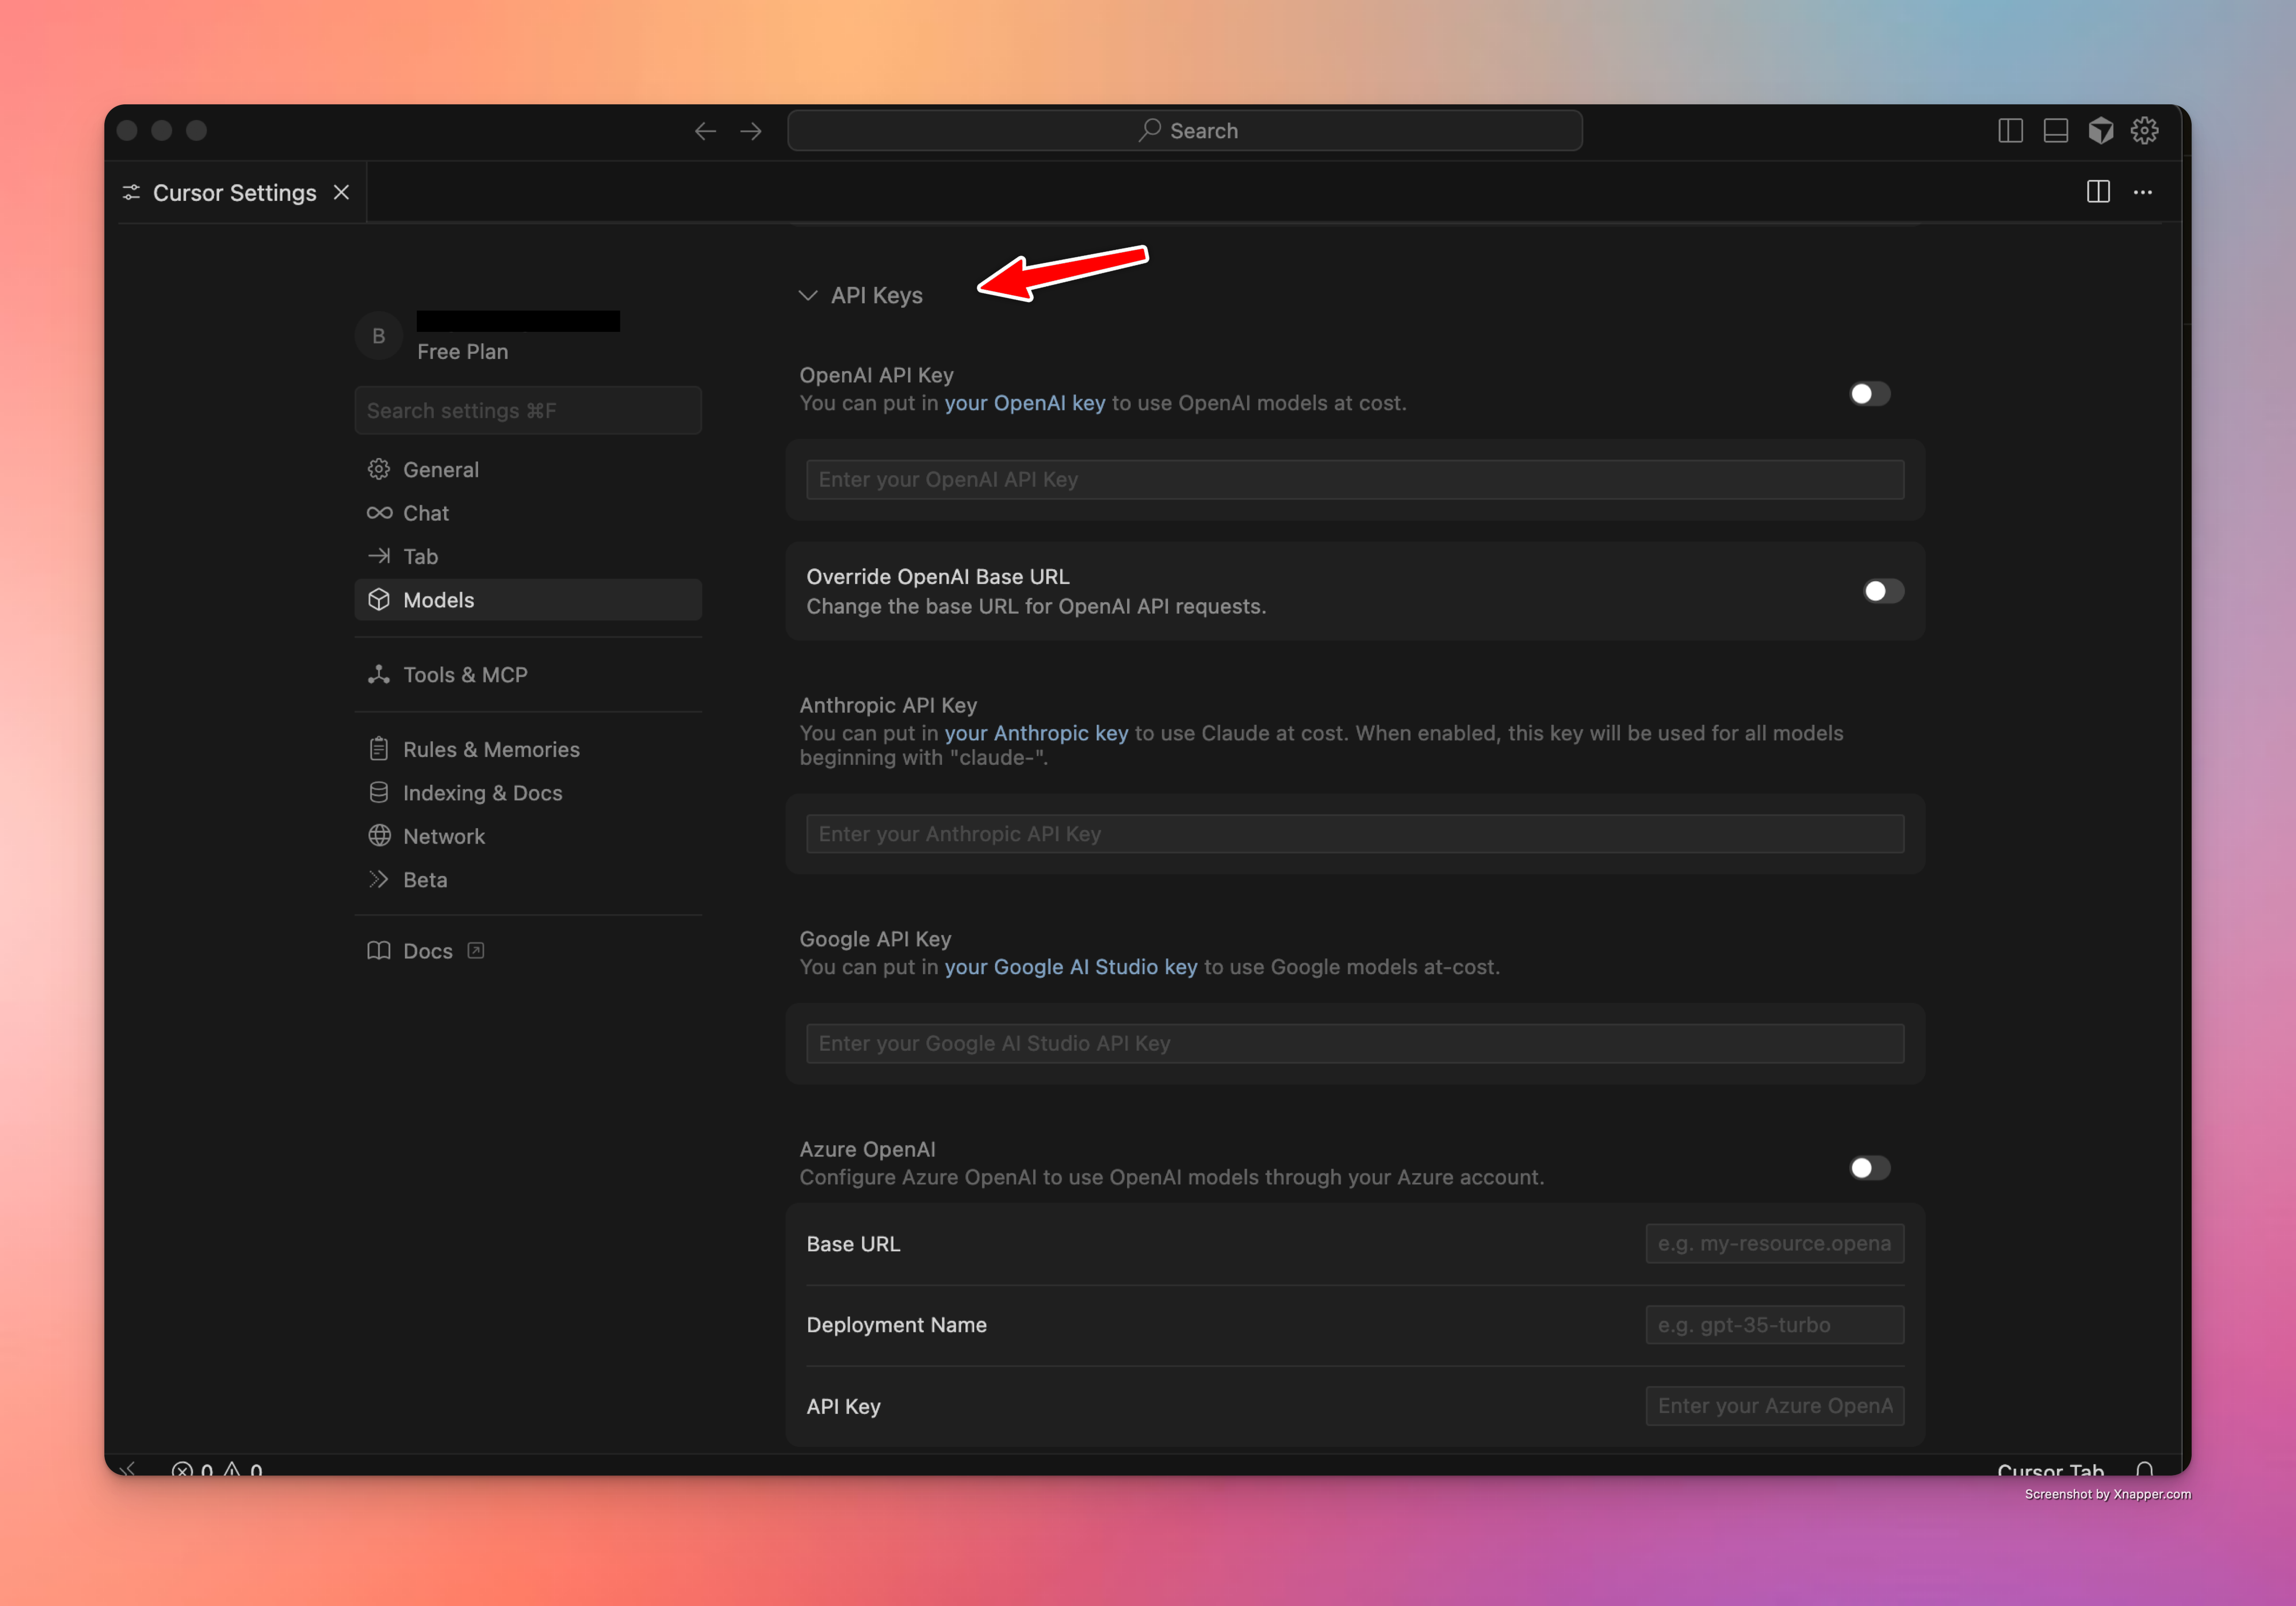 Search
Cursor Settings
API Keys
B
Free Plan
Search settings ⌘F
General
Chat
Tab
Models
Tools & MCP
Rules & Memories
Indexing & Docs
Network
Beta
Docs
OpenAI API Key
You can put in your OpenAI key to use OpenAI models at cost.
Enter your OpenAI API Key
Override OpenAI Base URL
Change the base URL for OpenAI API requests.
Anthropic API Key
You can put in your Anthropic key to use Claude at cost. When enabled, this key will be used for all models
beginning with "claude-".
Enter your Anthropic API Key
Google API Key
You can put in your Google AI Studio key to use Google models at-cost.
Enter your Google AI Studio API Key
Azure OpenAI
Configure Azure OpenAI to use OpenAI models through your Azure account.
Base URL
e.g. my-resource.opena
Deployment Name
e.g. gpt-35-turbo
API Key
Enter your Azure OpenA
0 0
Cursor Tab
Screenshot by Xnapper.com